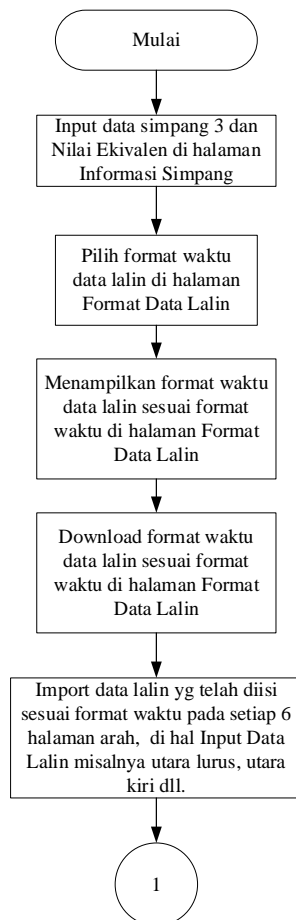 Mulai
Input data simpang 3 dan
Nilai Ekivalen di halaman
Informasi Simpang
Pilih format waktu
data lalin di halaman
Format Data Lalin
Menampilkan format waktu
data lalin sesuai format
waktu di halaman Format
Data Lalin
Download format waktu
data lalin sesuai format
waktu di halaman Format
Data Lalin
Import data lalin yg telah diisi
sesuai format waktu pada setiap 6
halaman arah, di hal Input Data
Lalin misalnya utara lurus, utara
kiri dll.
1